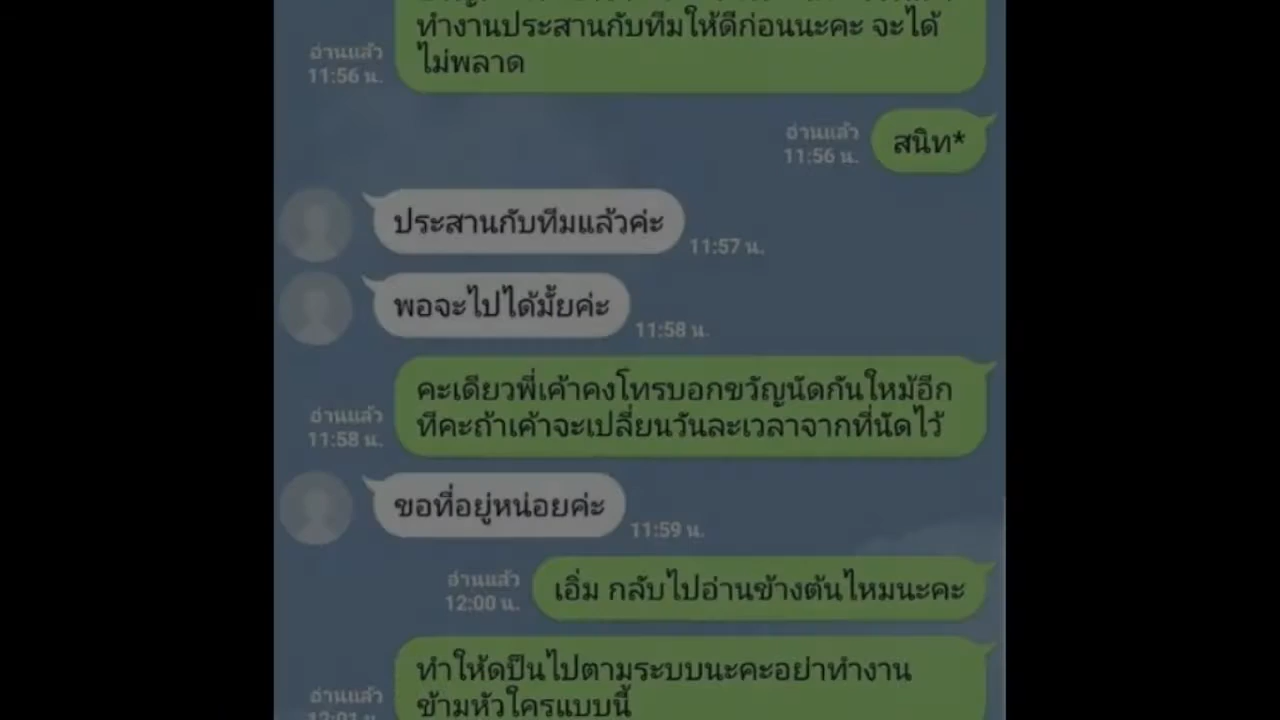 ทำงานประสานกับทีมให้ดีก่อนนะคะ จะได้
ไม่พลาด
อ่านแล้ว
11:56 น.
อ่านแล้ว
11:56 น.
สนิท*
ประสานกับทีมแล้วค่ะ
11:57 น.
พอจะไปได้มั้ยค่ะ
11:58 น.
คะเดียวพี่เค้าคงโทรบอกขวัญนัดกันใหม้อีก
ทีคะถ้าเค้าจะเปลี่ยนวันละเวลาจากที่นัดไว้
อ่านแล้ว
11:58 น.
ขอที่อยู่หน่อยค่ะ
11:59 น.
อ่านแล้ว
12:00 น.
เอิ่ม กลับไปอ่านข้างต้นไหมนะคะ
ทำให้ดป็นไปตามระบบนะคะอย่าทำงาน
ข้ามหัวใครแบบนี้
อ่านแล้ว
12:01 น.